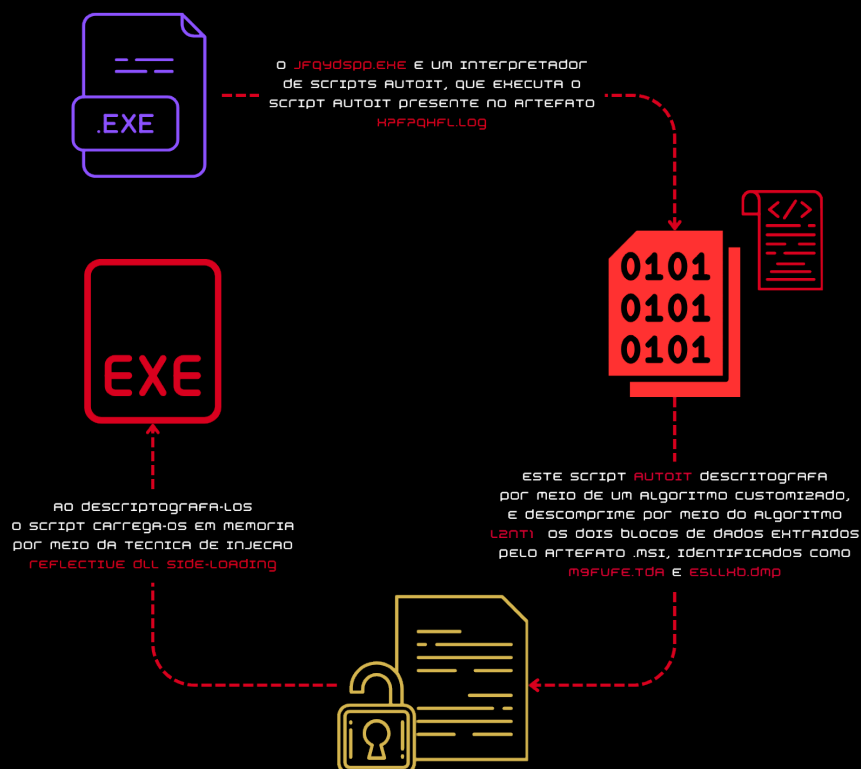 .EXE
O JFQYDSPP.EXE E UM INTERPRETADOR
DE SCRIPTS AUTOIT, QUE EXECUTA O
SCRIPT AUTOIT PRESENTE NO ARTEFATO
</>
0101
0101
0101
EXE
ESTE SCRIPT AUTOIT DESCRITOGRAFA
POR MEIO DE UM ALGORITMO CUSTOMIZADO,
E DESCOMPRIME POR MEIO DO ALGORITMO
LZNT1 OS DOIS BLOCOS DE DADOS EXTRAIDOS
PELO ARTEFATO .MSI, IDENTIFICADOS COMO
M9FUFE.TDA E ESLLXB.DMP
AO DESCRIPTOGRAFA-LOS
O SCRIPT CARREGA-OS EM MEMORIA
POR MEIO DA TECNICA DE INJECAO
REFLECTIVE DLL SIDE-LOADING